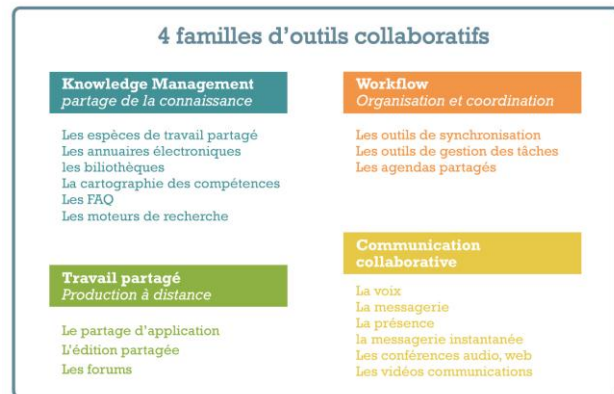 4 familles d'outils collaboratifs
Knowledge Management
partage de la connaissance
Les espèces de travail partagé
Les annuaires électroniques
les biliothèques
La cartographie des compétences
Les FAQ
Les moteurs de recherche
Workflow
Organisation et coordination
Les outils de synchronisation
Les outils de gestion des tâches
Les agendas partagés
Travail partagé
Production à distance
Le partage d'application
L'édition partagée
Les forums
Communication
collaborative
La voix
La messagerie
La présence
la messagerie instantanée
Les conférences audio, web
Les vidéos communications